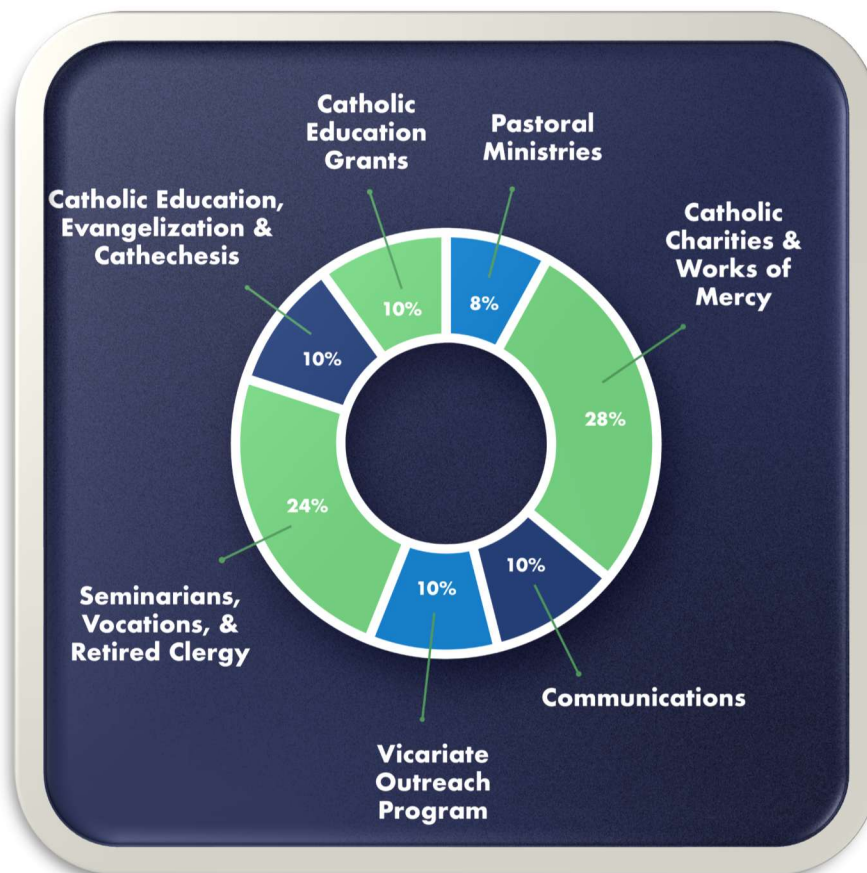 Catholic
Education
Grants
Pastoral
Ministries
Catholic Education,
Evangelization &
Cathechesis
Catholic
Charities &
Works of
Mercy
10%
8%
10%
28%
24%
10%
10%
Seminarians,
Vocations, &
Retired Clergy
Communications
Vicariate
Outreach
Program